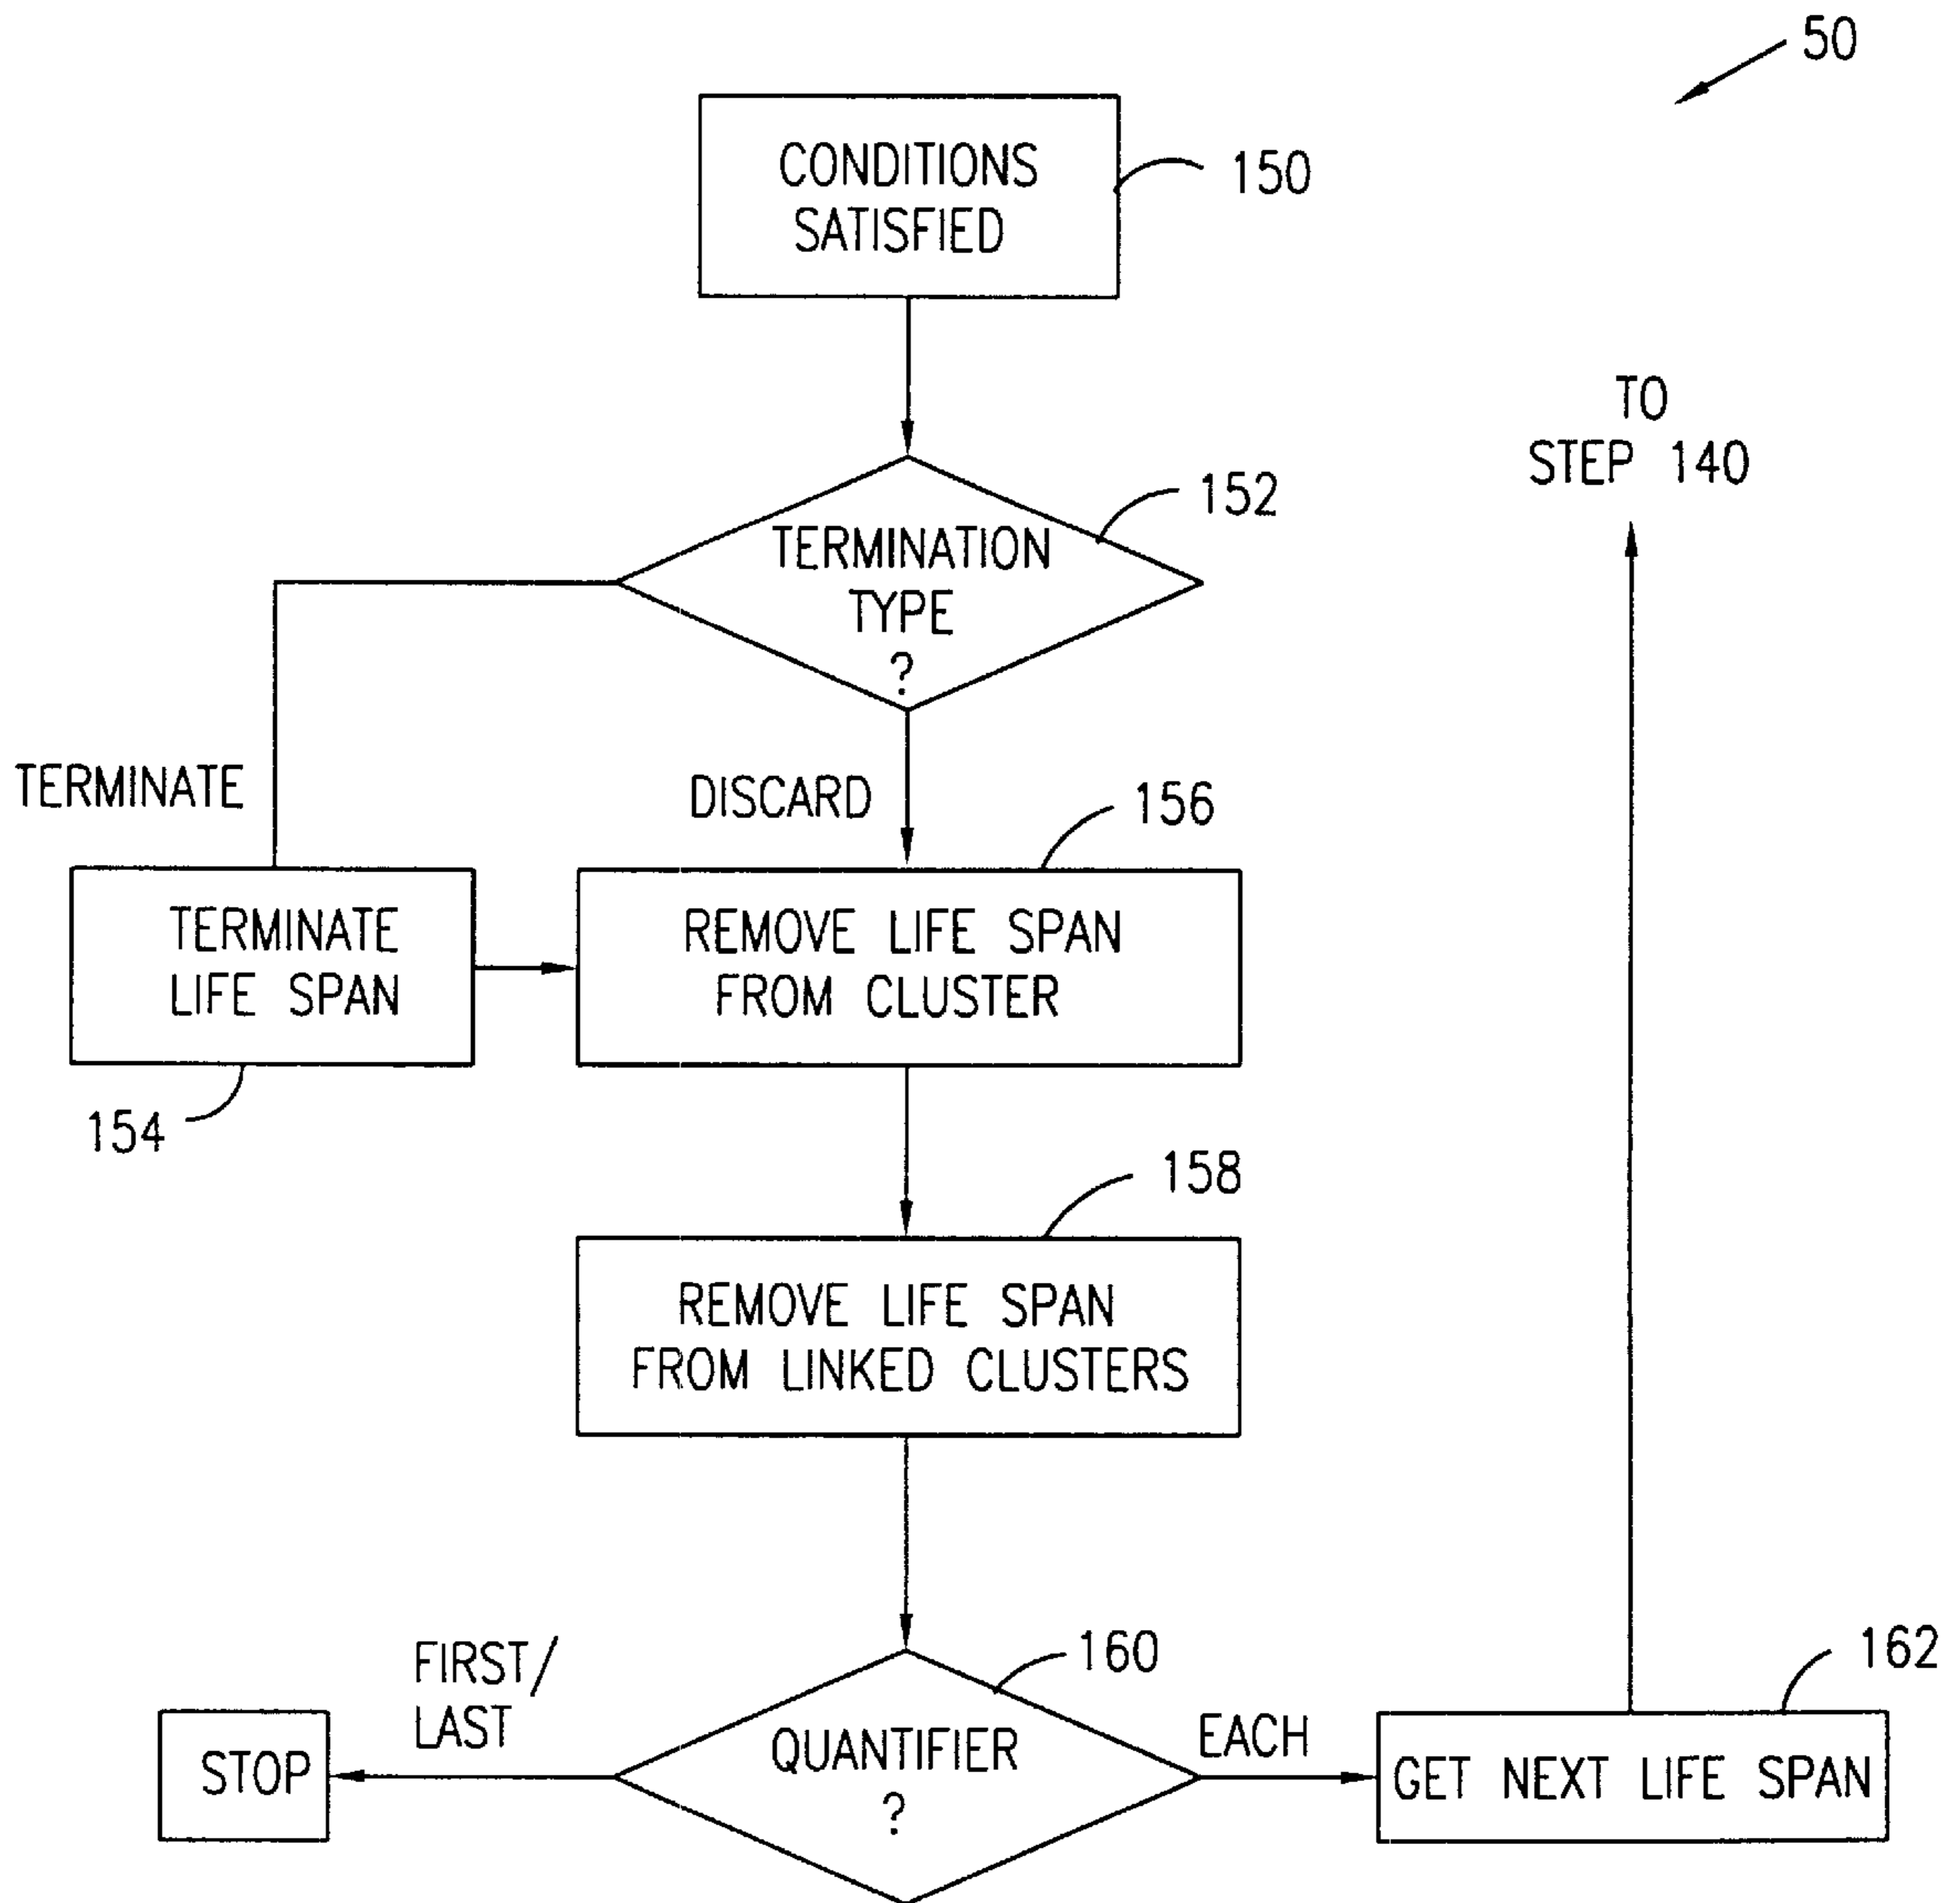 50
CONDITIONS
SATISFIED
150
TO
STEP 140
152
TERMINATION
TYPE
?
TERMINATE
DISCARD
156
TERMINATE
LIFE SPAN
REMOVE LIFE SPAN
FROM CLUSTER
154
158
REMOVE LIFE SPAN
FROM LINKED CLUSTERS
FIRST/
LAST
160
162
STOP
QUANTIFIER
?
EACH
GET NEXT LIFE SPAN